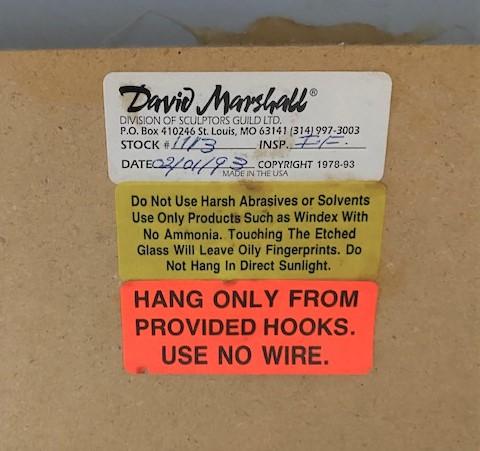 David Marshall®
DIVISION OF SCULPTORS GUILD LTD.
P.O. Box 410246 St. Louis, MO 63141 (314) 997-3003
STOCK # 1113 INSP.
DATE 02/01/93 COPYRIGHT 1978-93
MADE IN THE USA
Do Not Use Harsh Abrasives or Solvents
Use Only Products Such as Windex With
No Ammonia. Touching The Etched
Glass Will Leave Oily Fingerprints. Do
Not Hang In Direct Sunlight.
HANG ONLY FROM
PROVIDED HOOKS.
USE NO WIRE.